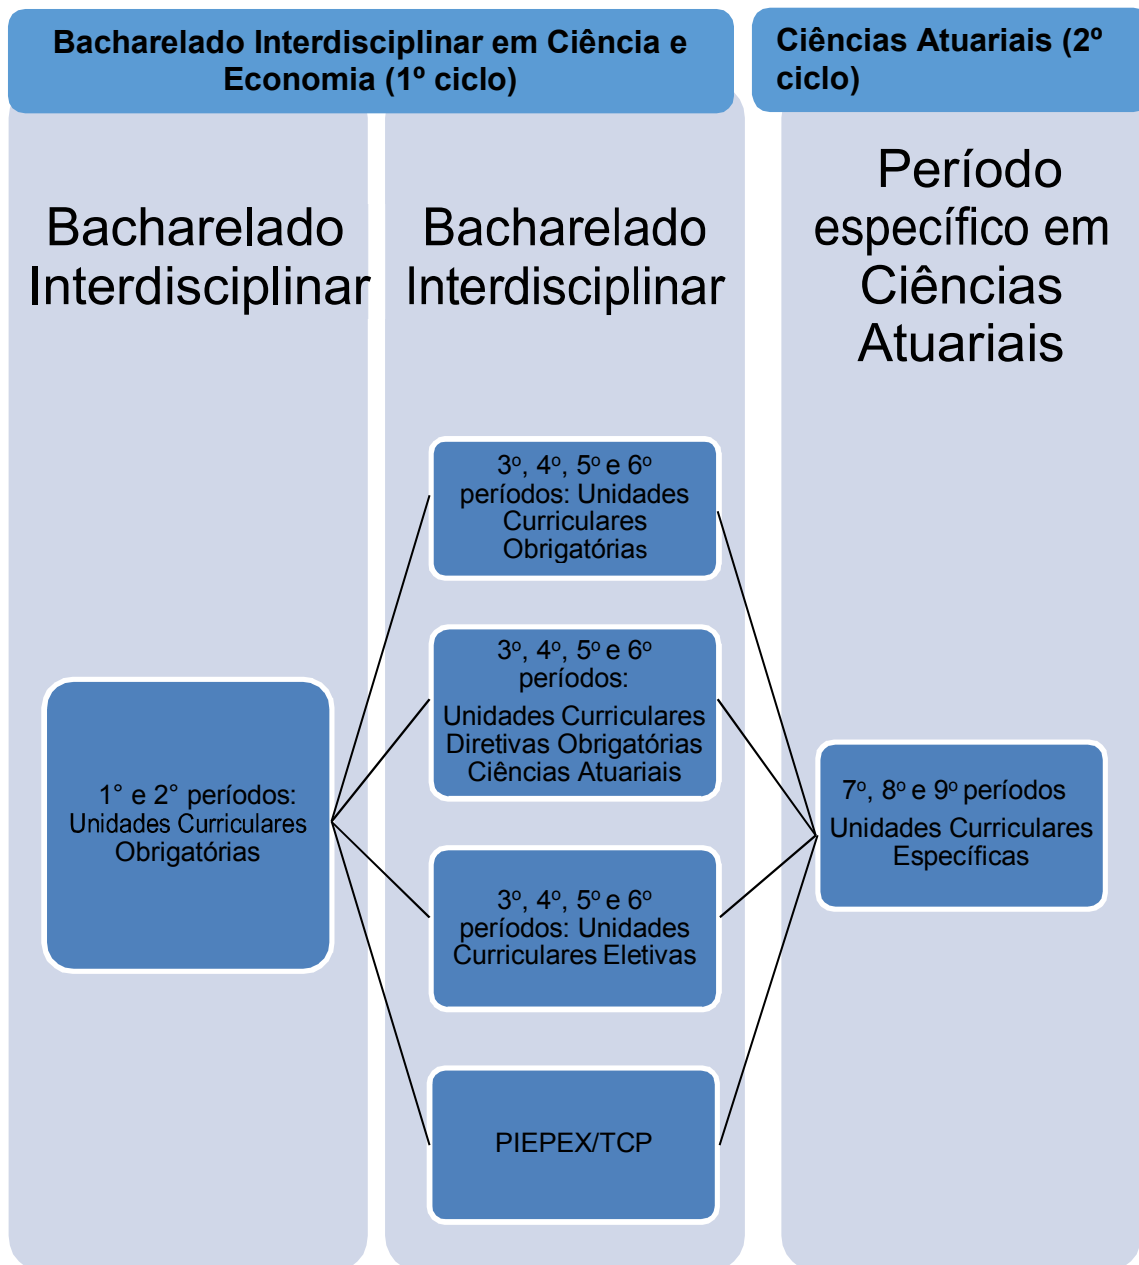 Bacharelado Interdisciplinar em Ciência e
Economia (1º ciclo)
Ciências Atuariais (2º
ciclo)
Bacharelado
Interdisciplinar
Bacharelado
Interdisciplinar
Período
específico em
Ciências
Atuariais
1° e 2° períodos:
Unidades Curriculares
Obrigatórias
3º, 4º, 5º e 6º
períodos: Unidades
Curriculares
Obrigatórias
3º, 4º, 5º e 6º
períodos:
Unidades Curriculares
Diretivas Obrigatórias
Ciências Atuariais
3º, 4º, 5º e 6º
períodos: Unidades
Curriculares Eletivas
PIEPEX/TCP
7º, 8º e 9º períodos
Unidades Curriculares
Específicas